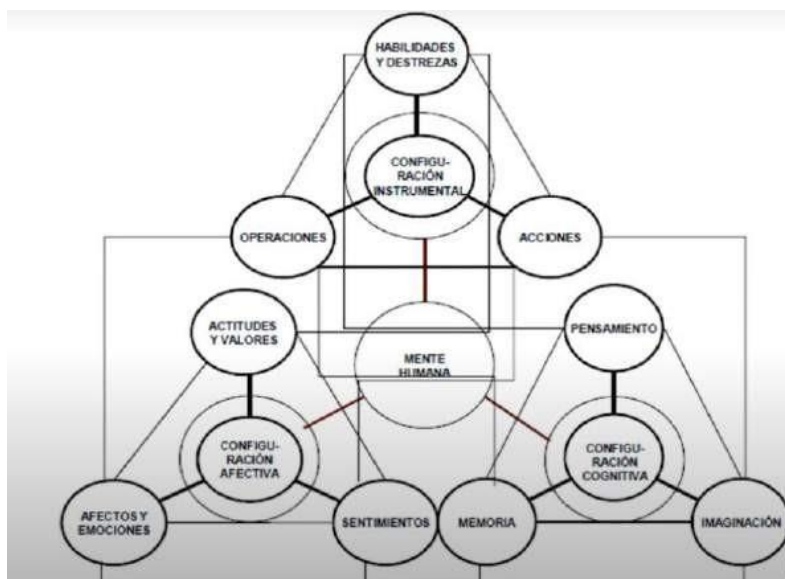 HABILIDADES
Y DESTREZAS
CONFIGU-
RACIÓN
INSTRUMENTAL
OPERACIONES
ACCIONES
ACTITUDES
Y VALORES
PENSAMIENTO
MENTE
HUMANA
CONFIGU-
RACIÓN
AFECTIVA
CONFIGU-
RACIÓN
COGNITIVA
AFECTOS Y
EMOCIONES
SENTIMIENTOS
MEMORIA
IMAGINACIÓN